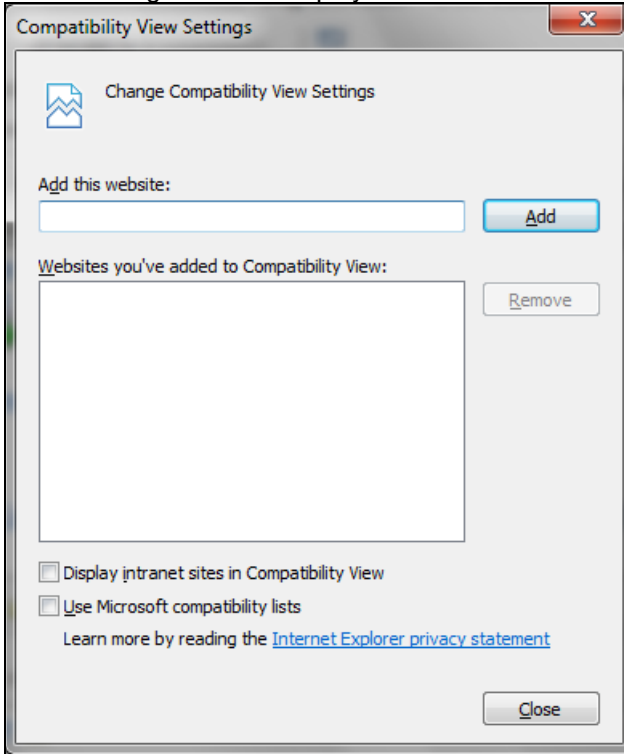 Compatibility View Settings
Change Compatibility View Settings
Add this website:
Add
Websites you've added to Compatibility View:
Remove
Display intranet sites in Compatibility View
Use Microsoft compatibility lists
Learn more by reading the Internet Explorer privacy statement
Close